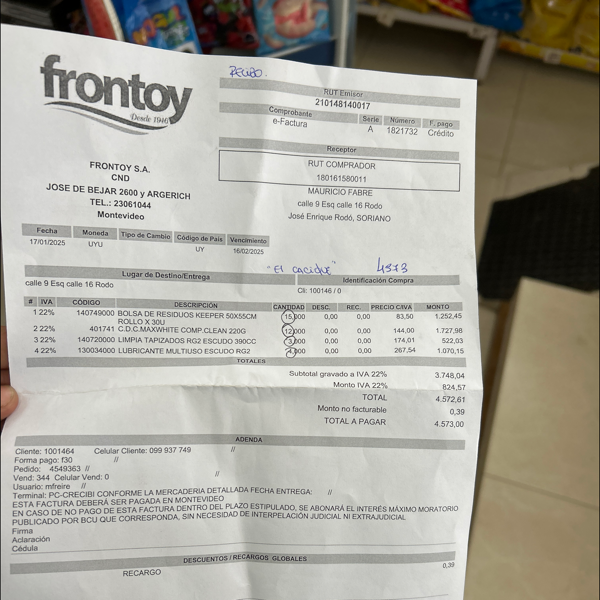 RECIBO
frontoy
Desde 1946
RUT Emisor
210148140017
Comprobante Serie Número F. pago
e-Factura A 1821732 Crédito
Receptor
RUT COMPRADOR
180161580011
MAURICIO FABRE
calle 9 Esq calle 16 Rodo
José Enrique Rodó, SORIANO
FRONTOY S.A.
CND
JOSE DE BEJAR 2600 y ARGERICH
TEL.: 23061044
Montevideo
Fecha Moneda Tipo de Cambio Código de País Vencimiento
17/01/2025 UYU UY 16/02/2025
"El cacique" 4573
Lugar de Destino/Entrega Identificación Compra
calle 9 Esq calle 16 Rodo Cli: 100146 / 0
# IVA CÓDIGO DESCRIPCIÓN CANTIDAD DESC. REC. PRECIO C/IVA MONTO
1 22% 140749000 BOLSA DE RESIDUOS KEEPER 50X55CM 15,000 0,00 0,00 83,50 1.252,45
ROLLO X 30U
2 22% 401741 C.D.C.MAXWHITE COMP.CLEAN 220G 12,000 0,00 0,00 144,00 1.727,98
3 22% 140720000 LIMPIA TAPIZADOS RG2 ESCUDO 390CC 3,000 0,00 0,00 174,01 522,03
4 22% 130034000 LUBRICANTE MULTIUSO ESCUDO RG2 4,000 0,00 0,00 267,54 1.070,15
TOTALES
Subtotal gravado a IVA 22% 3.748,04
Monto IVA 22% 824,57
TOTAL 4.572,61
Monto no facturable 0,39
TOTAL A PAGAR 4.573,00
ADENDA
Cliente: 1001464 Celular Cliente: 099 937 749 //
Forma pago: f30 //
Pedido: 4549363 //
Vend: 344 Celular Vend: 0 //
Usuario: mfreire //
Terminal: PC-CRECIBI CONFORME LA MERCADERIA DETALLADA FECHA ENTREGA: //
ESTA FACTURA DEBERÁ SER PAGADA EN MONTEVIDEO
EN CASO DE NO PAGO DE ESTA FACTURA DENTRO DEL PLAZO ESTIPULADO, SE ABONARÁ EL INTERÉS MÁXIMO MORATORIO
PUBLICADO POR BCU QUE CORRESPONDA, SIN NECESIDAD DE INTERPELACIÓN JUDICIAL NI EXTRAJUDICIAL
Firma
Aclaración
Cédula
DESCUENTOS / RECARGOS GLOBALES
RECARGO 0,39